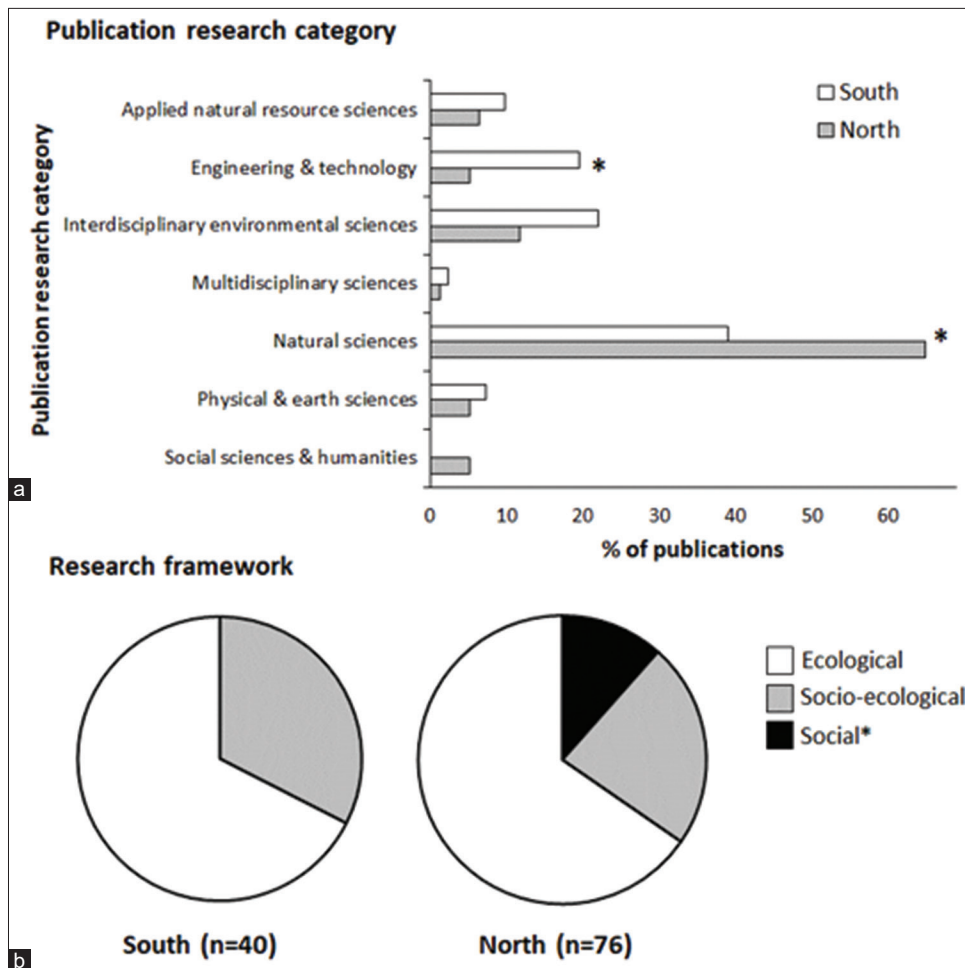 Publication research category
Publication research category
Applied natural resource sciences
Engineering & technology
Interdisciplinary environmental sciences
Multidisciplinary sciences
Natural sciences
Physical & earth sciences
Social sciences & humanities
South
North
*
*
0 10 20 30 40 50 60
% of publications
a
Research framework
Ecological
Socio-ecological
Social*
South (n=40) North (n=76)
b